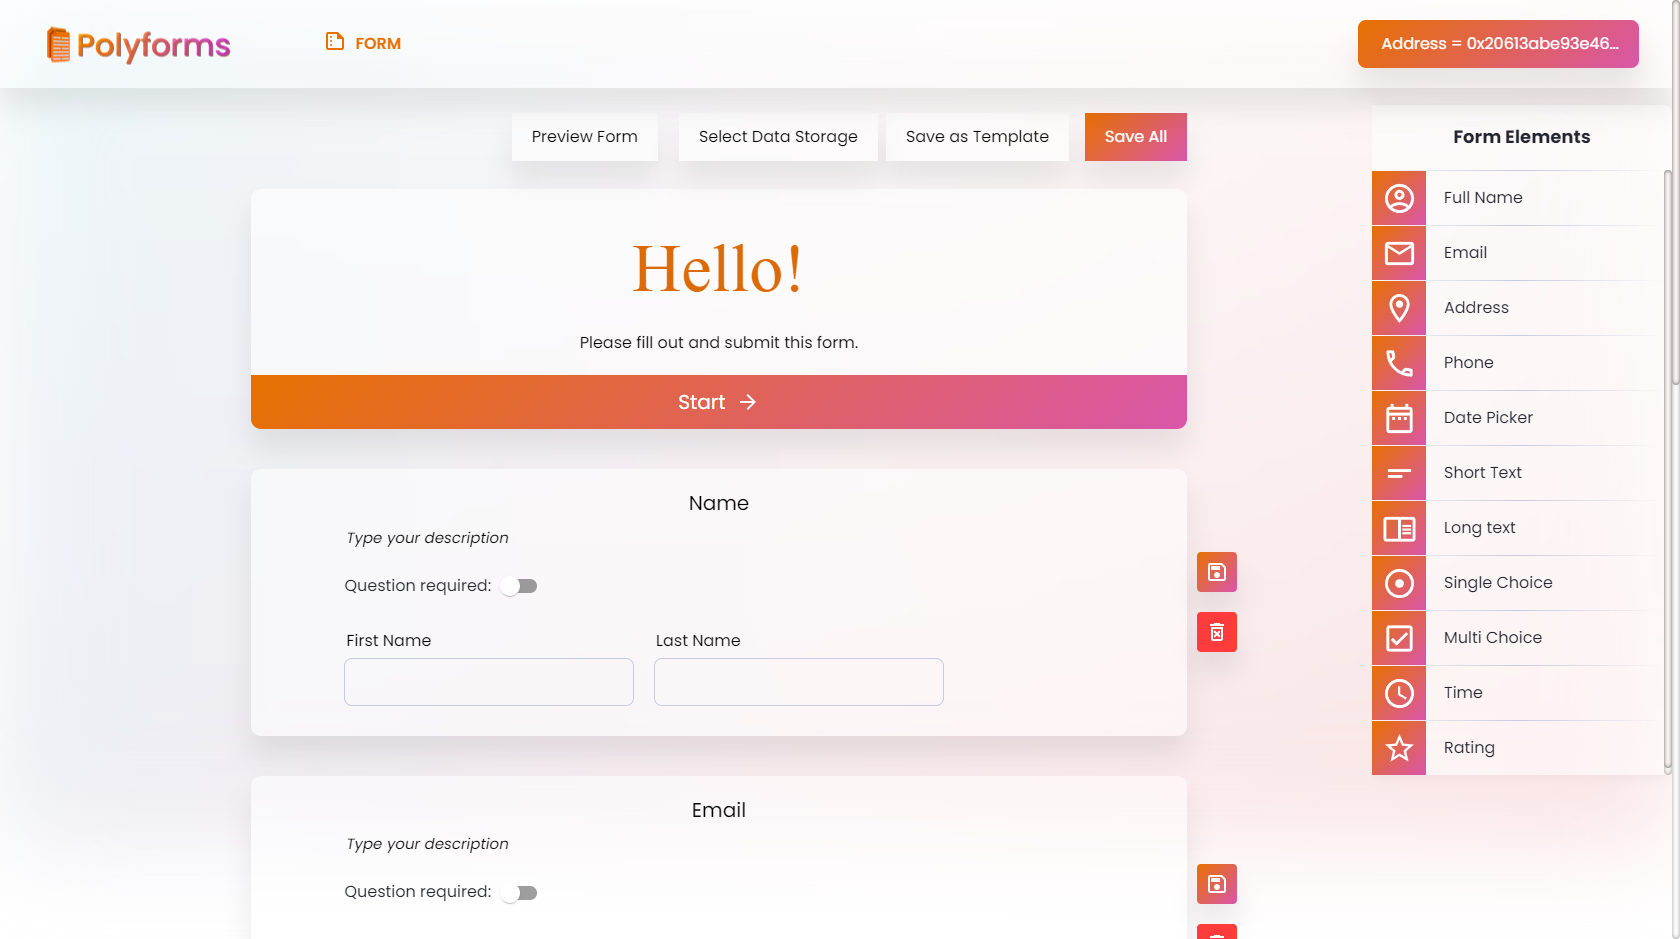 Polyforms
FORM
Address = 0x20613abe93e46...
Preview Form
Select Data Storage
Save as Template
Save All
Hello!
Please fill out and submit this form.
Start
Name
Type your description
Question required:
First Name
Last Name
Email
Type your description
Question required:
Form Elements
Full Name
Email
Address
Phone
Date Picker
Short Text
Long text
Single Choice
Multi Choice
Time
Rating